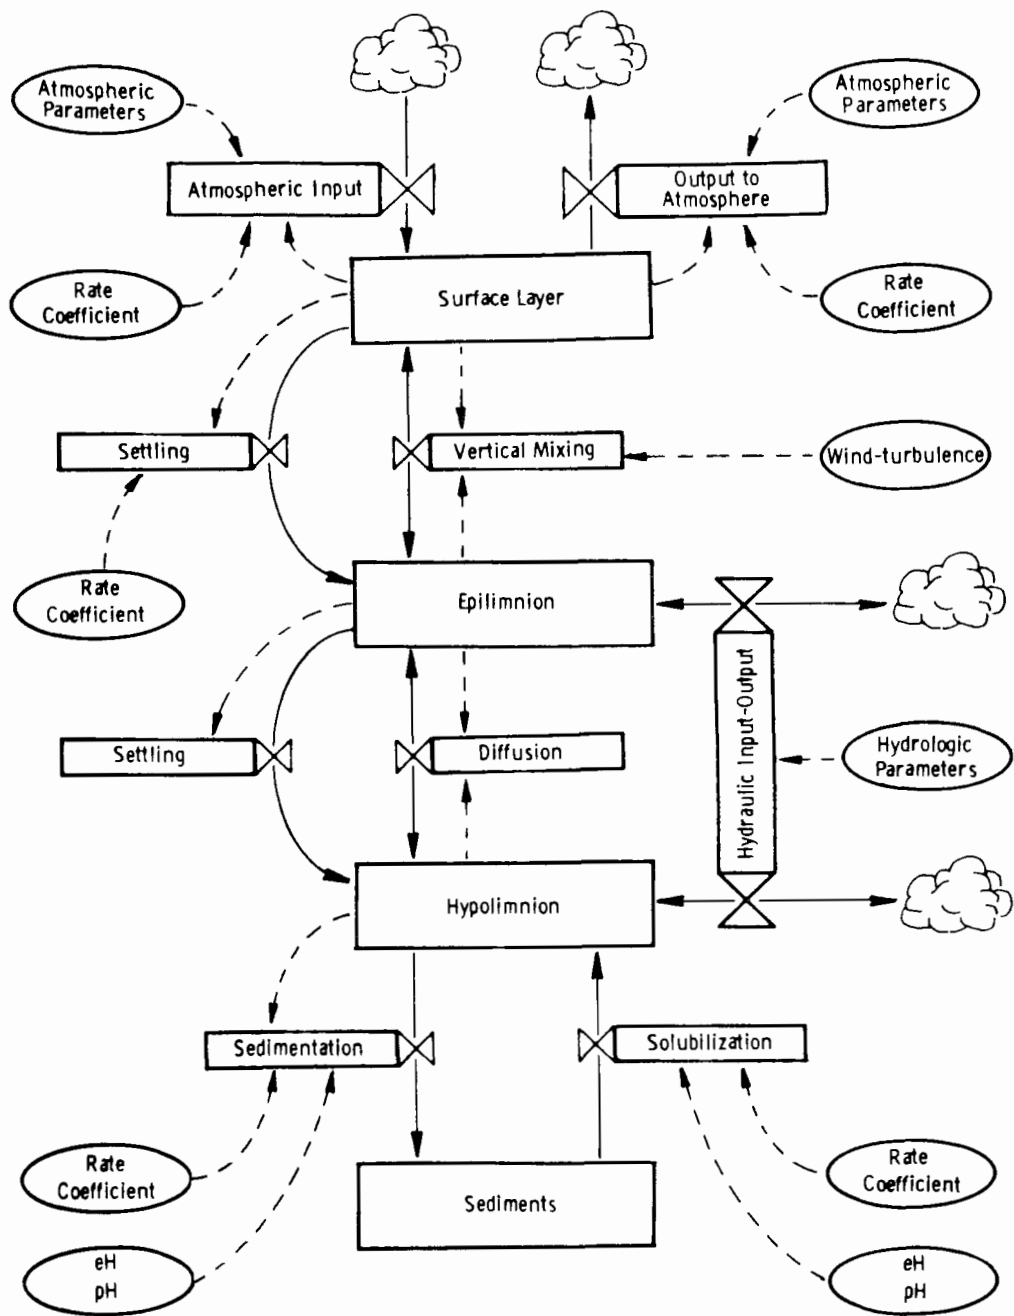 Atmospheric
Parameters
Atmospheric
Parameters
Atmospheric Input
Output to
Atmosphere
Rate
Coefficient
Surface Layer
Rate
Coefficient
Settling
Vertical Mixing
Wind-turbulence
Rate
Coefficient
Epilimnion
Hydraulic Input-Output
Settling
Diffusion
Hydrologic
Parameters
Hypolimnion
Sedimentation
Solubilization
Rate
Coefficient
Sediments
Rate
Coefficient
eH
pH
eH
pH